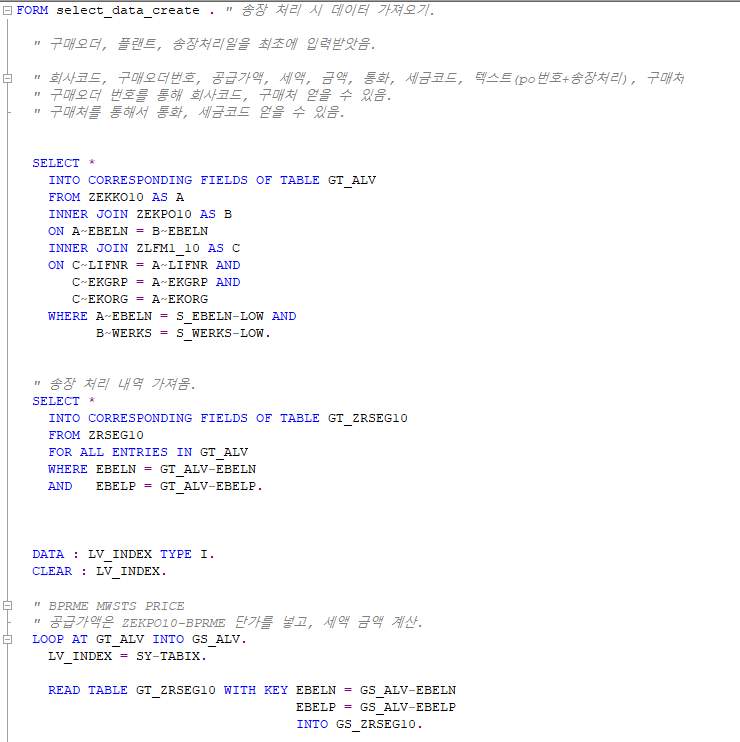 FORM select_data_create . " 송장 처리 시 데이터 가져오기.
" 구매오더, 플랜트, 송장처리일을 최초에 입력받앗음.
" 회사코드, 구매오더번호, 공급가액, 세액, 금액, 통화, 세금코드, 텍스트(po번호+송장처리), 구매처
" 구매오더 번호를 통해 회사코드, 구매처 얻을 수 있음.
" 구매처를 통해서 통화, 세금코드 얻을 수 있음.
SELECT *
INTO CORRESPONDING FIELDS OF TABLE GT_ALV
FROM ZEKKO10 AS A
INNER JOIN ZEKPO10 AS B
ON A~EBELN = B~EBELN
INNER JOIN ZLFM1_10 AS C
ON C~LIFNR = A~LIFNR AND
C~EKGRP = A~EKGRP AND
C~EKORG = A~EKORG
WHERE A~EBELN = S_EBELN-LOW AND
B~WERKS = S_WERKS-LOW.
" 송장 처리 내역 가져옴.
SELECT *
INTO CORRESPONDING FIELDS OF TABLE GT_ZRSEG10
FROM ZRSEG10
FOR ALL ENTRIES IN GT_ALV
WHERE EBELN = GT_ALV-EBELN
AND   EBELP = GT_ALV-EBELP.
DATA : LV_INDEX TYPE I.
CLEAR : LV_INDEX.
" BPRME MWSTS PRICE
" 공급가액은 ZEKPO10-BPRME 단가를 넣고, 세액 금액 계산.
LOOP AT GT_ALV INTO GS_ALV.
LV_INDEX = SY-TABIX.
READ TABLE GT_ZRSEG10 WITH KEY EBELN = GS_ALV-EBELN
EBELP = GS_ALV-EBELP
INTO GS_ZRSEG10.